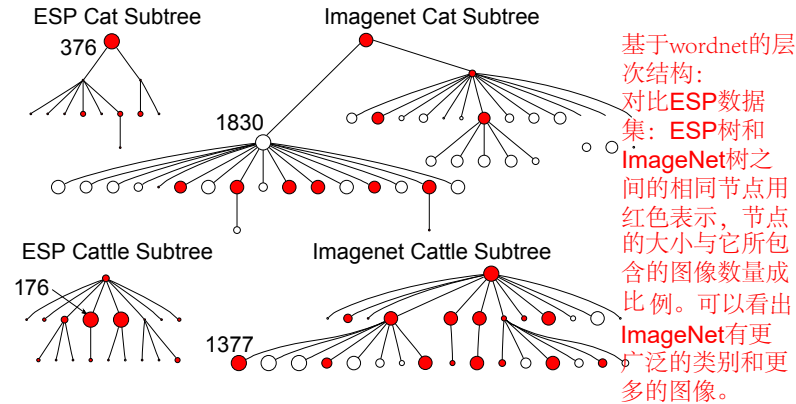 ESP Cat Subtree
Imagenet Cat Subtree
376
1830
ESP Cattle Subtree
Imagenet Cattle Subtree
176
1377
基于wordnet的层
次结构：
对比ESP数据
集：ESP树和
ImageNet树之
间的相同节点用
红色表示，节点
的大小与它所包
含的图像数量成
比例。可以看出
ImageNet有更
广泛的类别和更
多的图像。